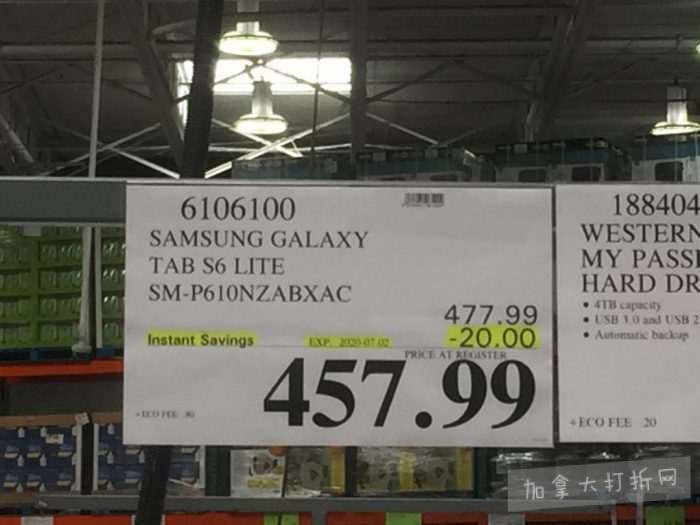 6106100
SAMSUNG GALAXY
TAB S6 LITE
SM-P610NZABXAC
477.99
Instant Savings EXP. 2020-07-02 -20.00
PRICE AT REGISTER
457.99
+ECO FEE .80
188404
WESTERN
MY PASS
HARD DR
• 4TB capacity
• USB 3.0 and USB 2
• Automatic backup
+ECO FEE .20
加拿大打折网